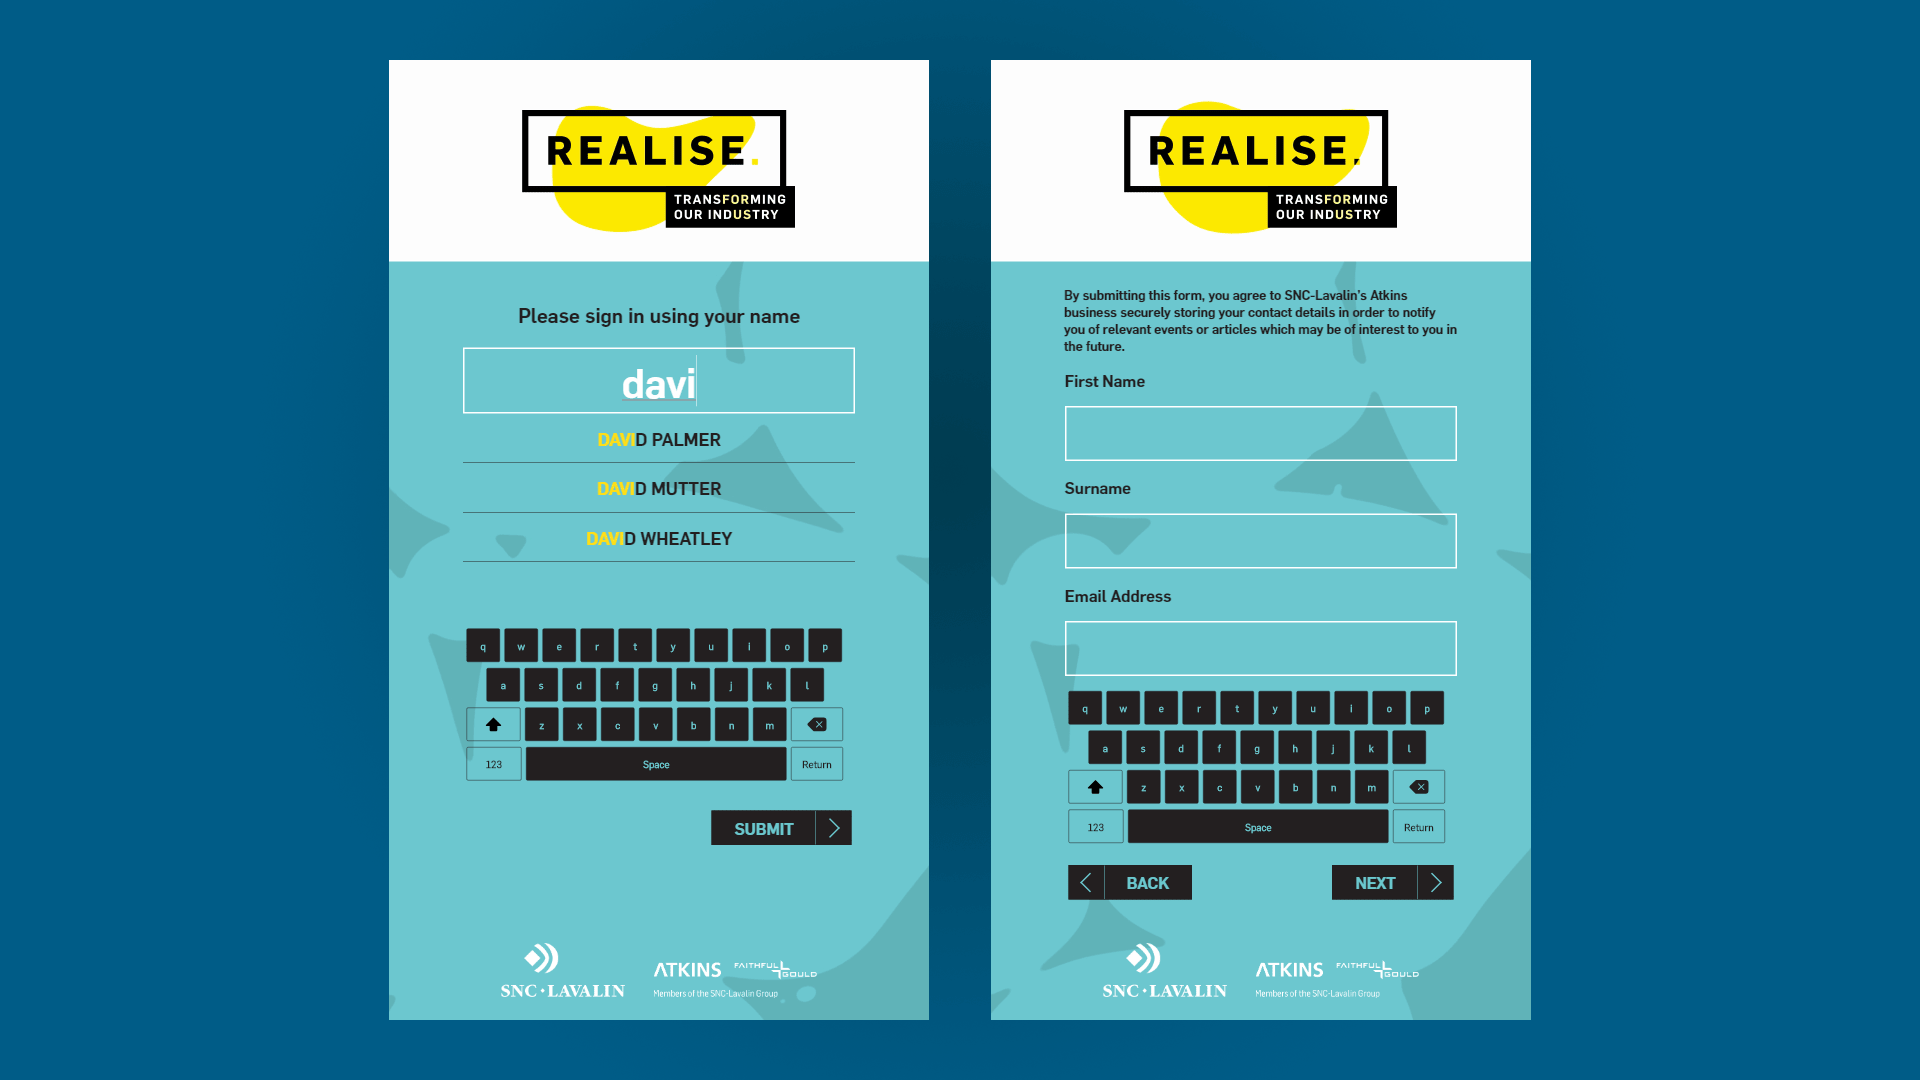 REALISE.
TRANSFORMING
OUR INDUSTRY
Please sign in using your name
davi
DAVID PALMER
DAVID MUTTER
DAVID WHEATLEY
q w e r t y u i o p
a s d f g h j k l
z x c v b n m
123 Space Return
SUBMIT
SNC·LAVALIN
ATKINS FAITHFUL GOULD
Members of the SNC-Lavalin Group
REALISE.
TRANSFORMING
OUR INDUSTRY
By submitting this form, you agree to SNC-Lavalin's Atkins
business securely storing your contact details in order to notify
you of relevant events or articles which may be of interest to you in
the future.
First Name
Surname
Email Address
q w e r t y u i o p
a s d f g h j k l
z x c v b n m
123 Space Return
BACK NEXT
SNC·LAVALIN
ATKINS FAITHFUL GOULD
Members of the SNC-Lavalin Group